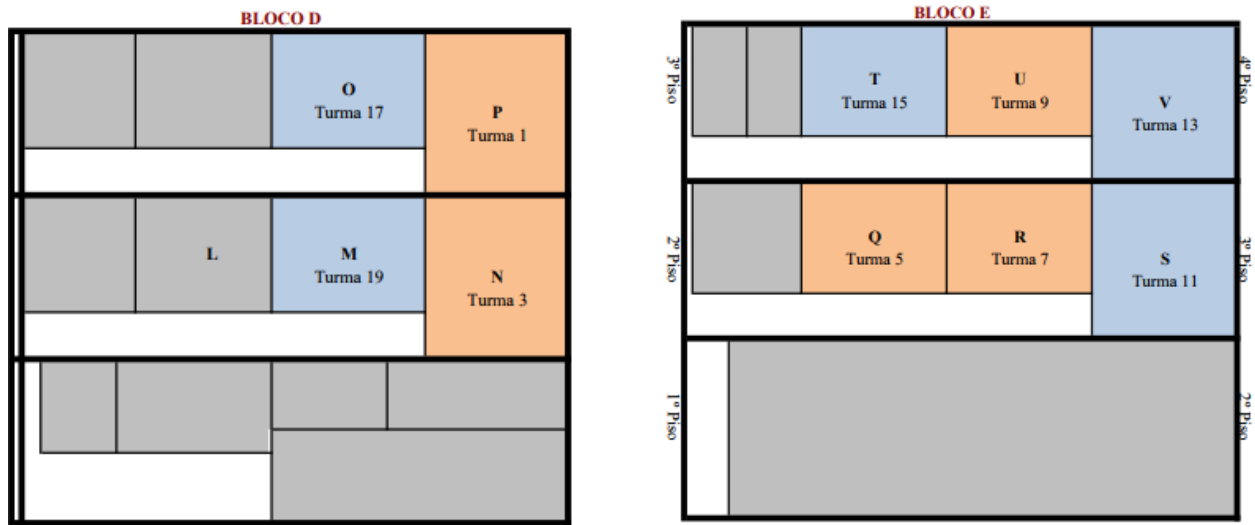 BLOCO D
O
Turma 17
P
Turma 1
L
M
Turma 19
N
Turma 3
BLOCO E
3º Piso
T
Turma 15
U
Turma 9
V
Turma 13
4º Piso
2º Piso
Q
Turma 5
R
Turma 7
S
Turma 11
3º Piso
1º Piso
2º Piso